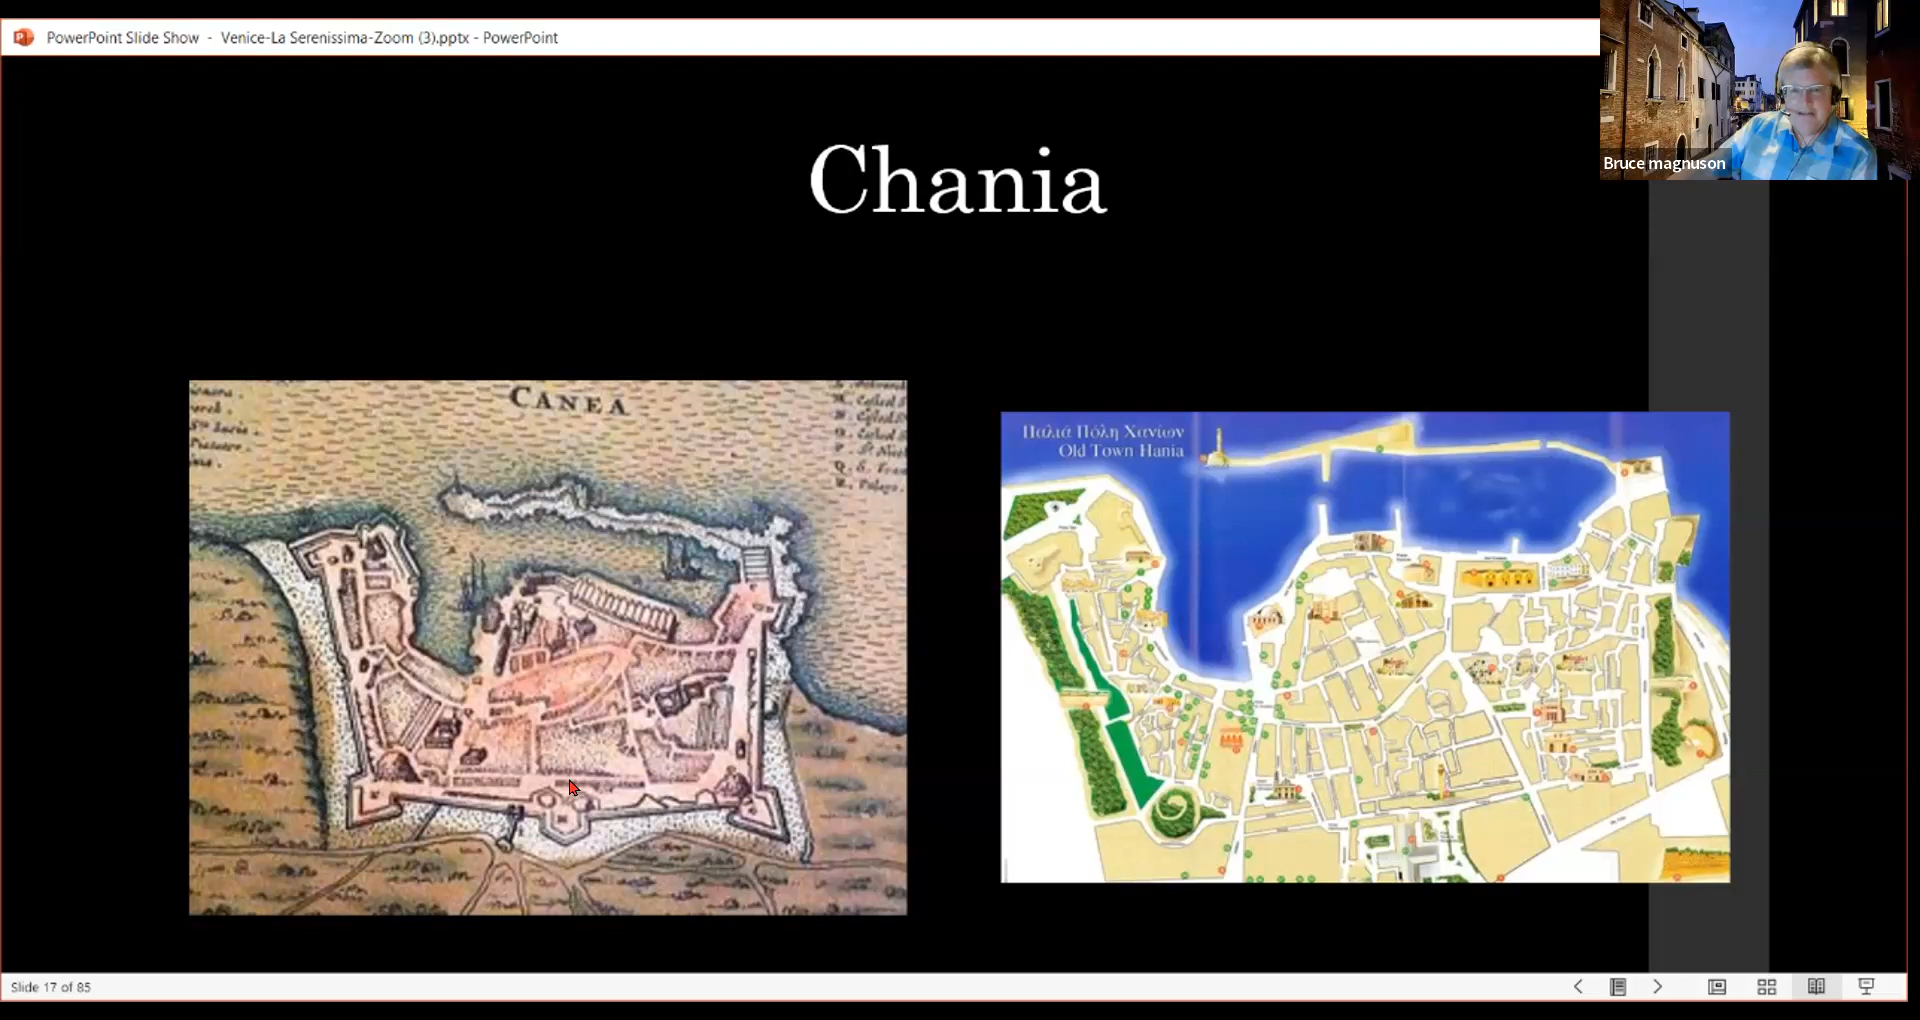 PowerPoint Slide Show - Venice-La Serenissima-Zoom (3).pptx - PowerPoint
Bruce magnuson
Chania
CANEA
Παλιά Πόλη Χανίων
Old Town Hania
Slide 17 of 85